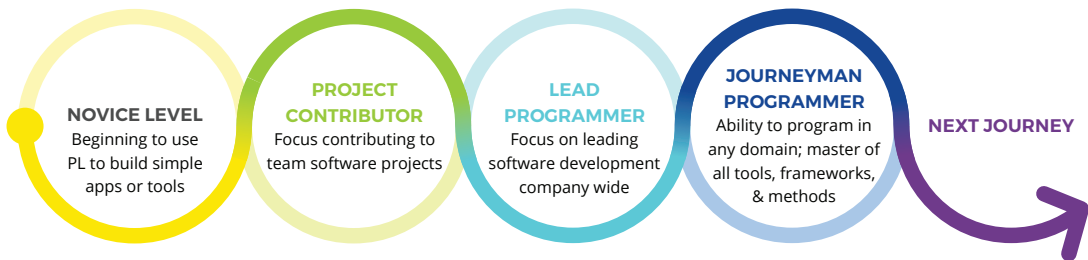 NOVICE LEVEL
Beginning to use
PL to build simple
apps or tools
PROJECT
CONTRIBUTOR
Focus contributing to
team software projects
LEAD
PROGRAMMER
Focus on leading
software development
company wide
JOURNEYMAN
PROGRAMMER
Ability to program in
any domain; master of
all tools, frameworks,
& methods
NEXT JOURNEY